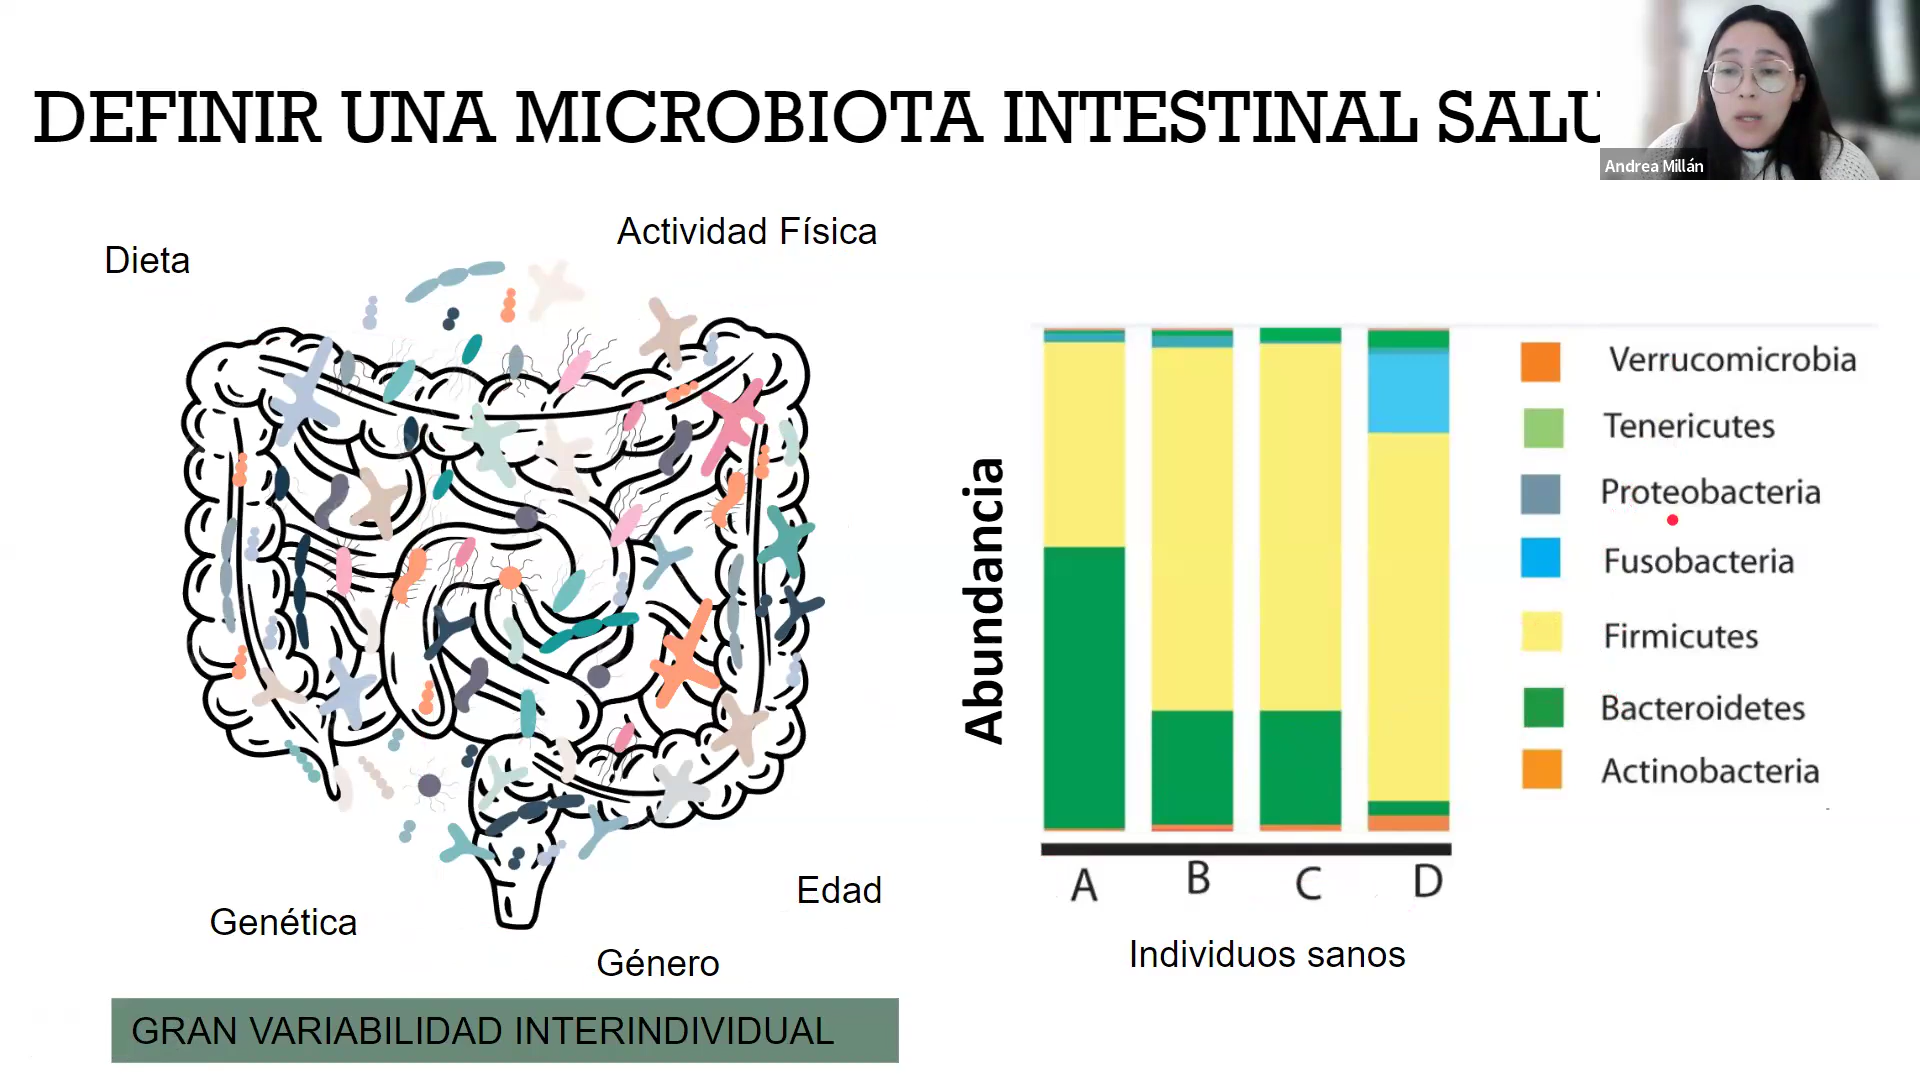 DEFINIR UNA MICROBIOTA INTESTINAL SALU
Andrea Millán
Actividad Física
Dieta
Verrucomicrobia
Tenericutes
Proteobacteria
Fusobacteria
Firmicutes
Bacteroidetes
Actinobacteria
Abundancia
A B C D
Individuos sanos
Edad
Genética
Género
GRAN VARIABILIDAD INTERINDIVIDUAL